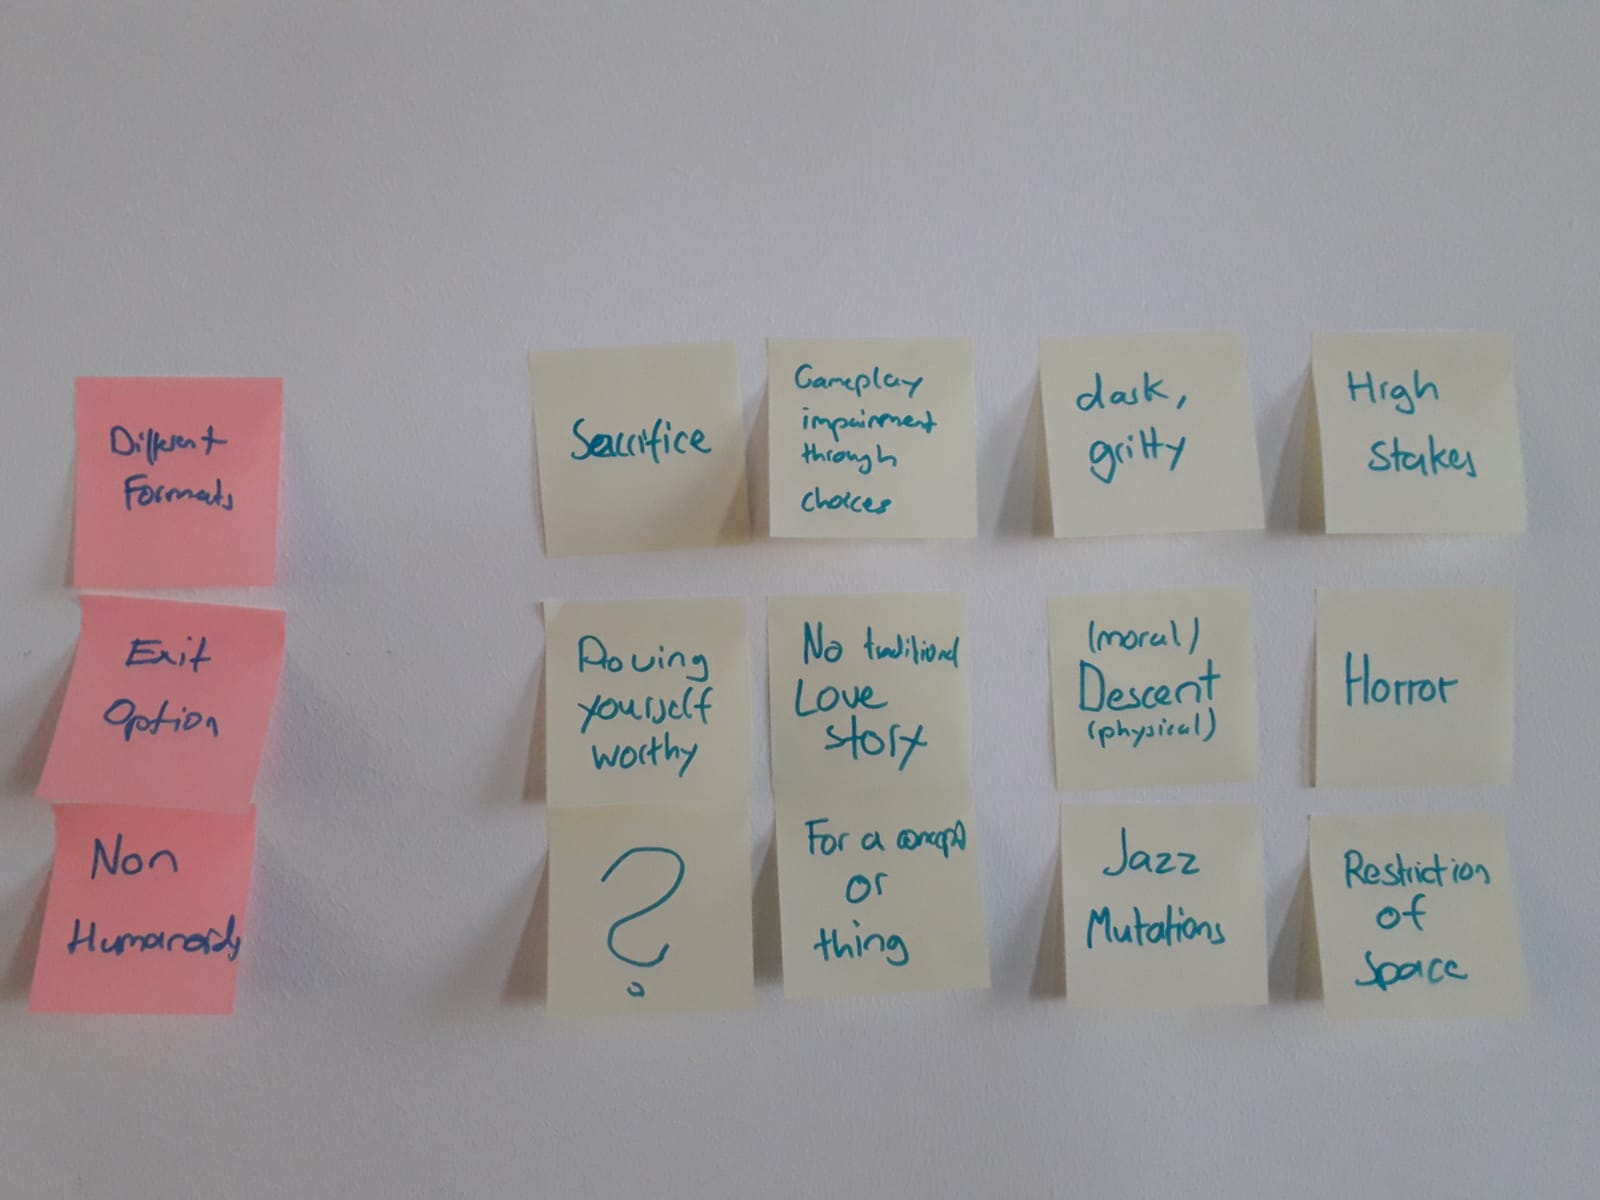 Different
Formats
Exit
Option
Non
Humanoids
Sacrifice
Gameplay
impairment
through
choices
dark,
gritty
High
Stakes
Proving
yourself
worthy
No traditional
Love
story
(moral)
Descent
(physical)
Horror
?
For a concept
or
thing
Jazz
Mutations
Restriction
of
Space